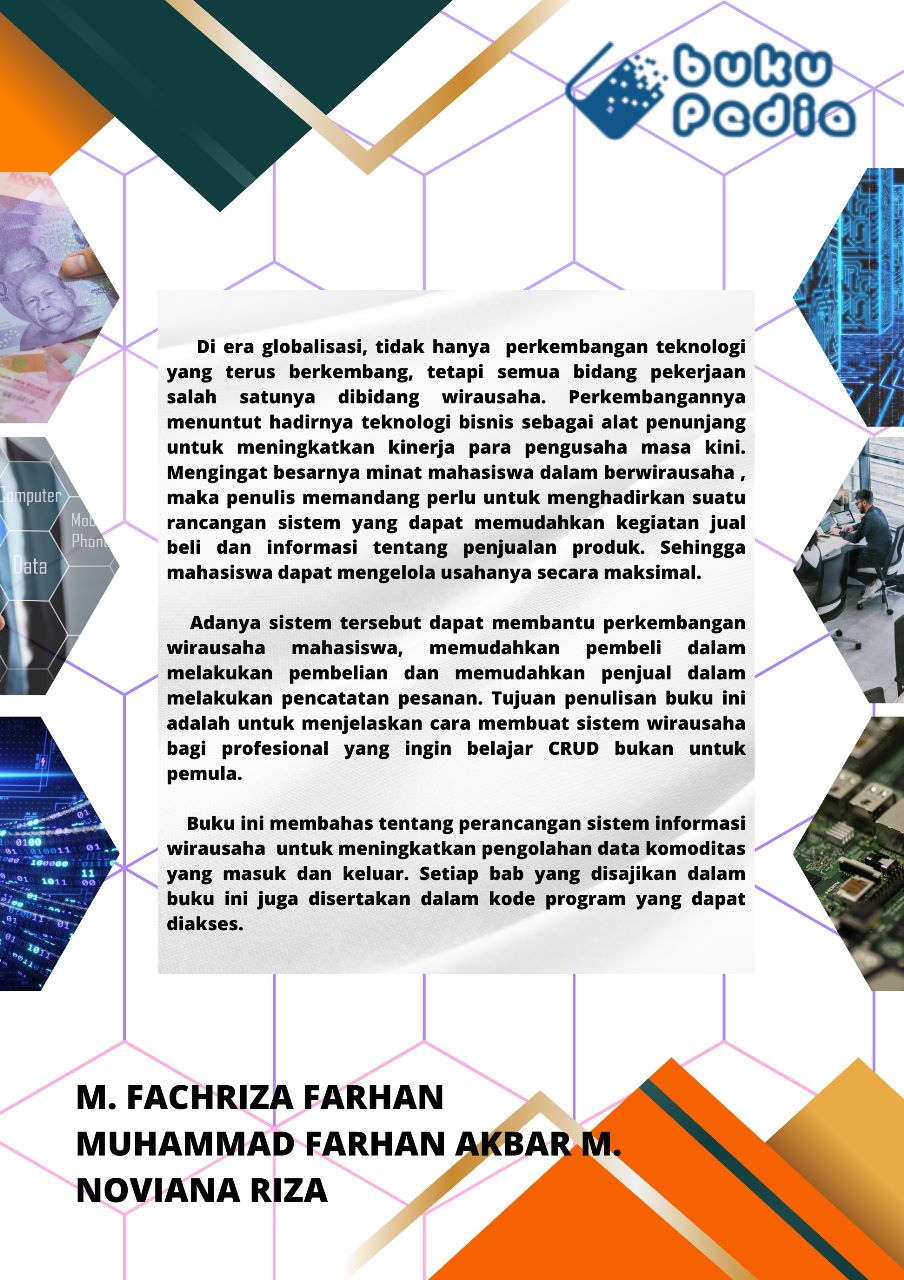 buku
Pedia
Di era globalisasi, tidak hanya perkembangan teknologi
yang terus berkembang, tetapi semua bidang pekerjaan
salah satunya dibidang wirausaha. Perkembangannya
menuntut hadirnya teknologi bisnis sebagai alat penunjang
untuk meningkatkan kinerja para pengusaha masa kini.
Mengingat besarnya minat mahasiswa dalam berwirausaha ,
maka penulis memandang perlu untuk menghadirkan suatu
rancangan sistem yang dapat memudahkan kegiatan jual
beli dan informasi tentang penjualan produk. Sehingga
mahasiswa dapat mengelola usahanya secara maksimal.
Adanya sistem tersebut dapat membantu perkembangan
wirausaha mahasiswa, memudahkan pembeli dalam
melakukan pembelian dan memudahkan penjual dalam
melakukan pencatatan pesanan. Tujuan penulisan buku ini
adalah untuk menjelaskan cara membuat sistem wirausaha
bagi profesional yang ingin belajar CRUD bukan untuk
pemula.
Buku ini membahas tentang perancangan sistem informasi
wirausaha untuk meningkatkan pengolahan data komoditas
yang masuk dan keluar. Setiap bab yang disajikan dalam
buku ini juga disertakan dalam kode program yang dapat
diakses.
Computer
Data
M. FACHRIZA FARHAN
MUHAMMAD FARHAN AKBAR M.
NOVIANA RIZA